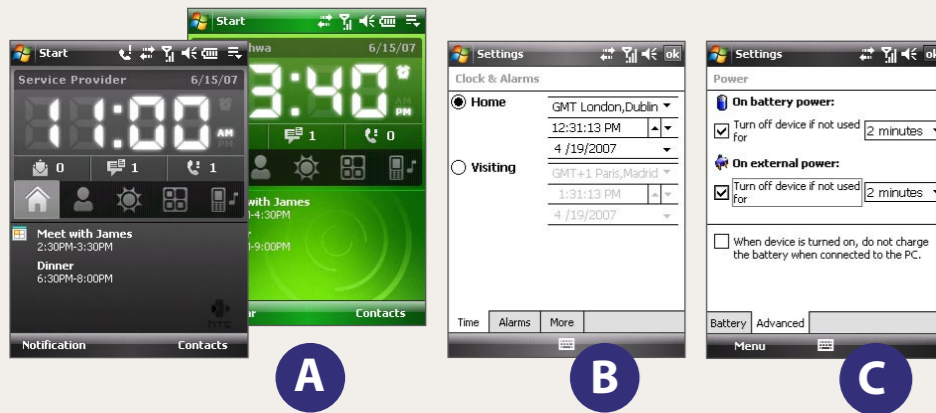 Start
6/15/07
3:40
AM
PM
1
0
with James
-4:30PM
-9:00PM
Contacts
Start
Service Provider 6/15/07
11:00
AM
PM
0 1 1
Meet with James
2:30PM-3:30PM
Dinner
6:30PM-8:00PM
hTC
Notification Contacts
A
Settings ok
Clock & Alarms
Home GMT London,Dublin
12:31:13 PM
4 /19/2007
Visiting GMT+1 Paris,Madrid
1:31:13 PM
4 /19/2007
Time Alarms More
B
Settings ok
Power
On battery power:
Turn off device if not used for 2 minutes
On external power:
Turn off device if not used for 2 minutes
When device is turned on, do not charge
the battery when connected to the PC.
Battery Advanced
Menu
C